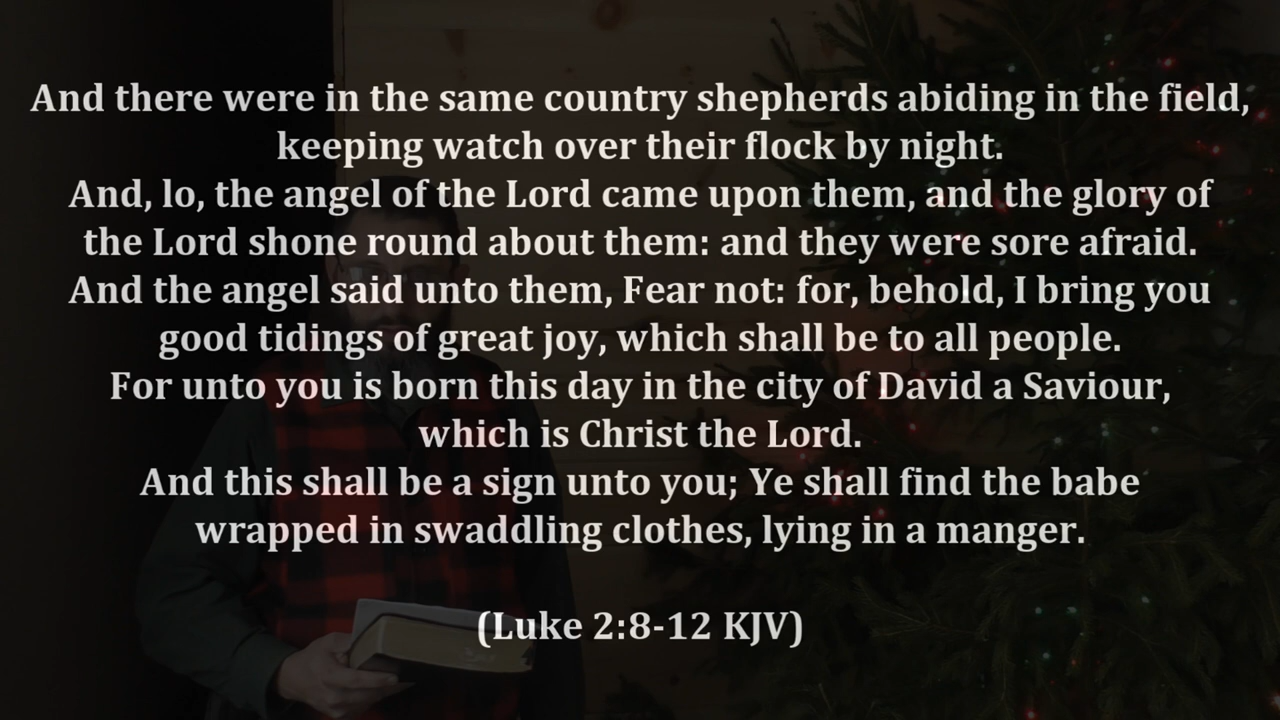 And there were in the same country shepherds abiding in the field,
keeping watch over their flock by night.
And, lo, the angel of the Lord came upon them, and the glory of
the Lord shone round about them: and they were sore afraid.
And the angel said unto them, Fear not: for, behold, I bring you
good tidings of great joy, which shall be to all people.
For unto you is born this day in the city of David a Saviour,
which is Christ the Lord.
And this shall be a sign unto you; Ye shall find the babe
wrapped in swaddling clothes, lying in a manger.
(Luke 2:8-12 KJV)